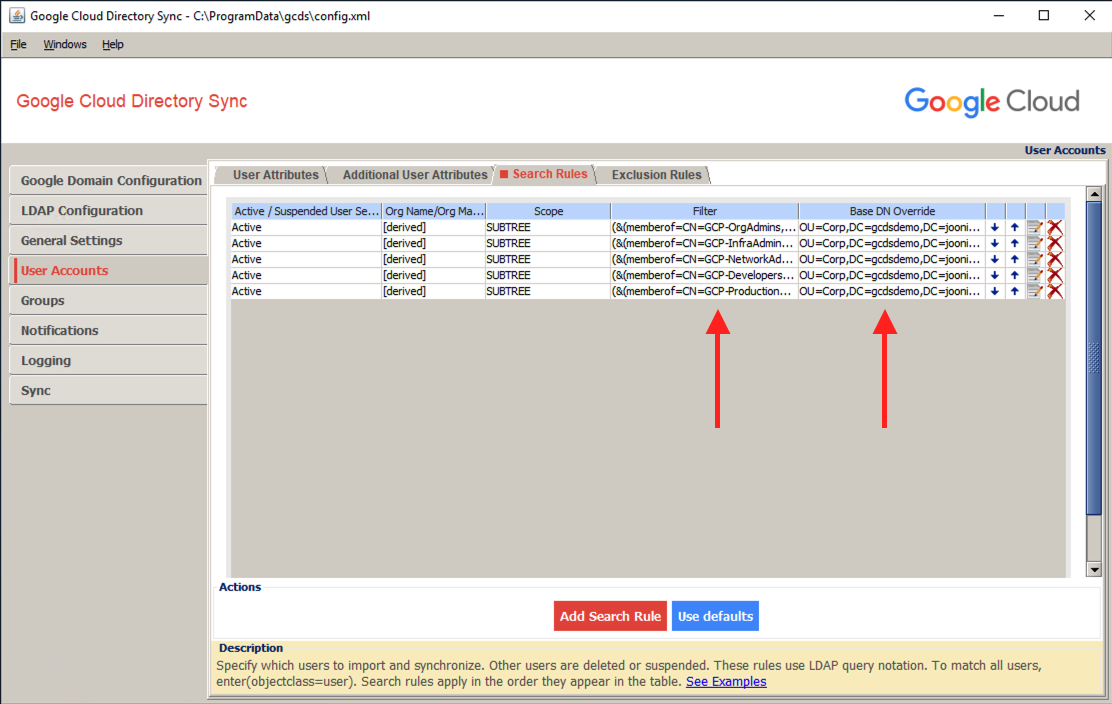 Google Cloud Directory Sync - C:\ProgramData\gcds\config.xml
File Windows Help
Google Cloud Directory Sync
Google Cloud
User Accounts
Google Domain Configuration
LDAP Configuration
General Settings
User Accounts
Groups
Notifications
Logging
Sync
User Attributes Additional User Attributes Search Rules Exclusion Rules
Active / Suspended User Se... Org Name/Org Ma... Scope Filter Base DN Override
Active [derived] SUBTREE (&(memberof=CN=GCP-OrgAdmins,... OU=Corp,DC=gcdsdemo,DC=jooni...
Active [derived] SUBTREE (&(memberof=CN=GCP-InfraAdmin... OU=Corp,DC=gcdsdemo,DC=jooni...
Active [derived] SUBTREE (&(memberof=CN=GCP-NetworkAd... OU=Corp,DC=gcdsdemo,DC=jooni...
Active [derived] SUBTREE (&(memberof=CN=GCP-Developers... OU=Corp,DC=gcdsdemo,DC=jooni...
Active [derived] SUBTREE (&(memberof=CN=GCP-Production... OU=Corp,DC=gcdsdemo,DC=jooni...
Actions
Add Search Rule Use defaults
Description
Specify which users to import and synchronize. Other users are deleted or suspended. These rules use LDAP query notation. To match all users,
enter(objectclass=user). Search rules apply in the order they appear in the table. See Examples